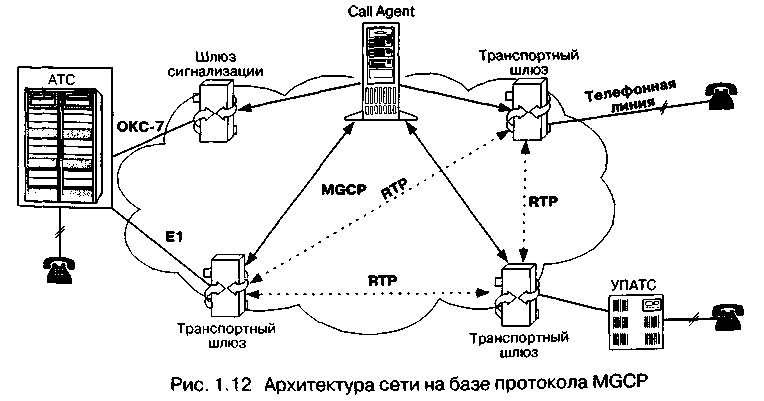 Call Agent
Шлюз
сигнализации
Транспортный
шлюз
АТС
Телефонная
линия
ОКС-7
MGCP
RTP
RTP
E1
RTP
УПАТС
Транспортный
шлюз
Транспортный
шлюз
Рис. 1.12 Архитектура сети на базе протокола MGCP